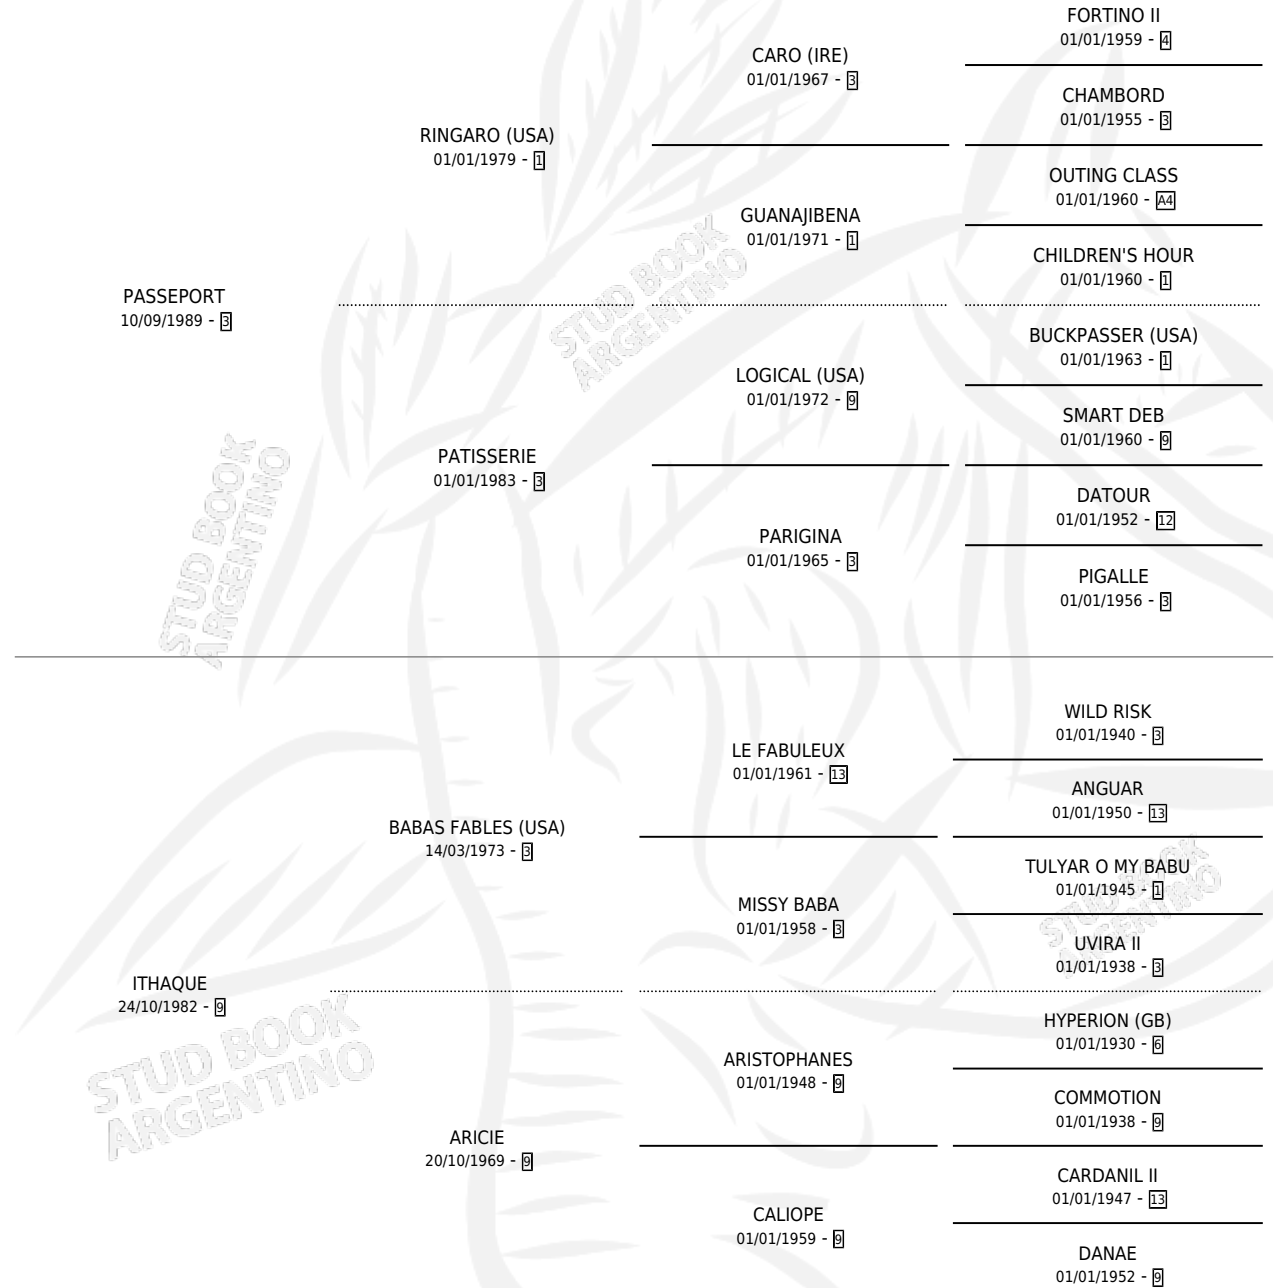 FORTINO II
01/01/1959 - 4
CARO (IRE)
01/01/1967 - 3
CHAMBORD
01/01/1955 - 3
RINGARO (USA)
01/01/1979 - 1
OUTING CLASS
01/01/1960 - A4
GUANAJIBENA
01/01/1971 - 1
CHILDREN'S HOUR
01/01/1960 - 1
STUD BOOK
ARGENTINO
PASSEPORT
10/09/1989 - 3
BUCKPASSER (USA)
01/01/1963 - 1
LOGICAL (USA)
01/01/1972 - 9
SMART DEB
01/01/1960 - 9
PATISSERIE
01/01/1983 - 3
DATOUR
01/01/1952 - 12
PARIGINA
01/01/1965 - 3
PIGALLE
01/01/1956 - 3
STUD BOOK
ARGENTINO
WILD RISK
01/01/1940 - 3
LE FABULEUX
01/01/1961 - 13
ANGUAR
01/01/1950 - 13
BABAS FABLES (USA)
14/03/1973 - 3
TULYAR O MY BABU
01/01/1945 - 1
MISSY BABA
01/01/1958 - 3
UVIRA II
01/01/1938 - 3
STUD BOOK
ARGENTINO
ITHAQUE
24/10/1982 - 9
HYPERION (GB)
01/01/1930 - 6
ARISTOPHANES
01/01/1948 - 9
COMMOTION
01/01/1938 - 9
STUD BOOK
ARGENTINO
ARICIE
20/10/1969 - 9
CARDANIL II
01/01/1947 - 13
CALIOPE
01/01/1959 - 9
DANAE
01/01/1952 - 9